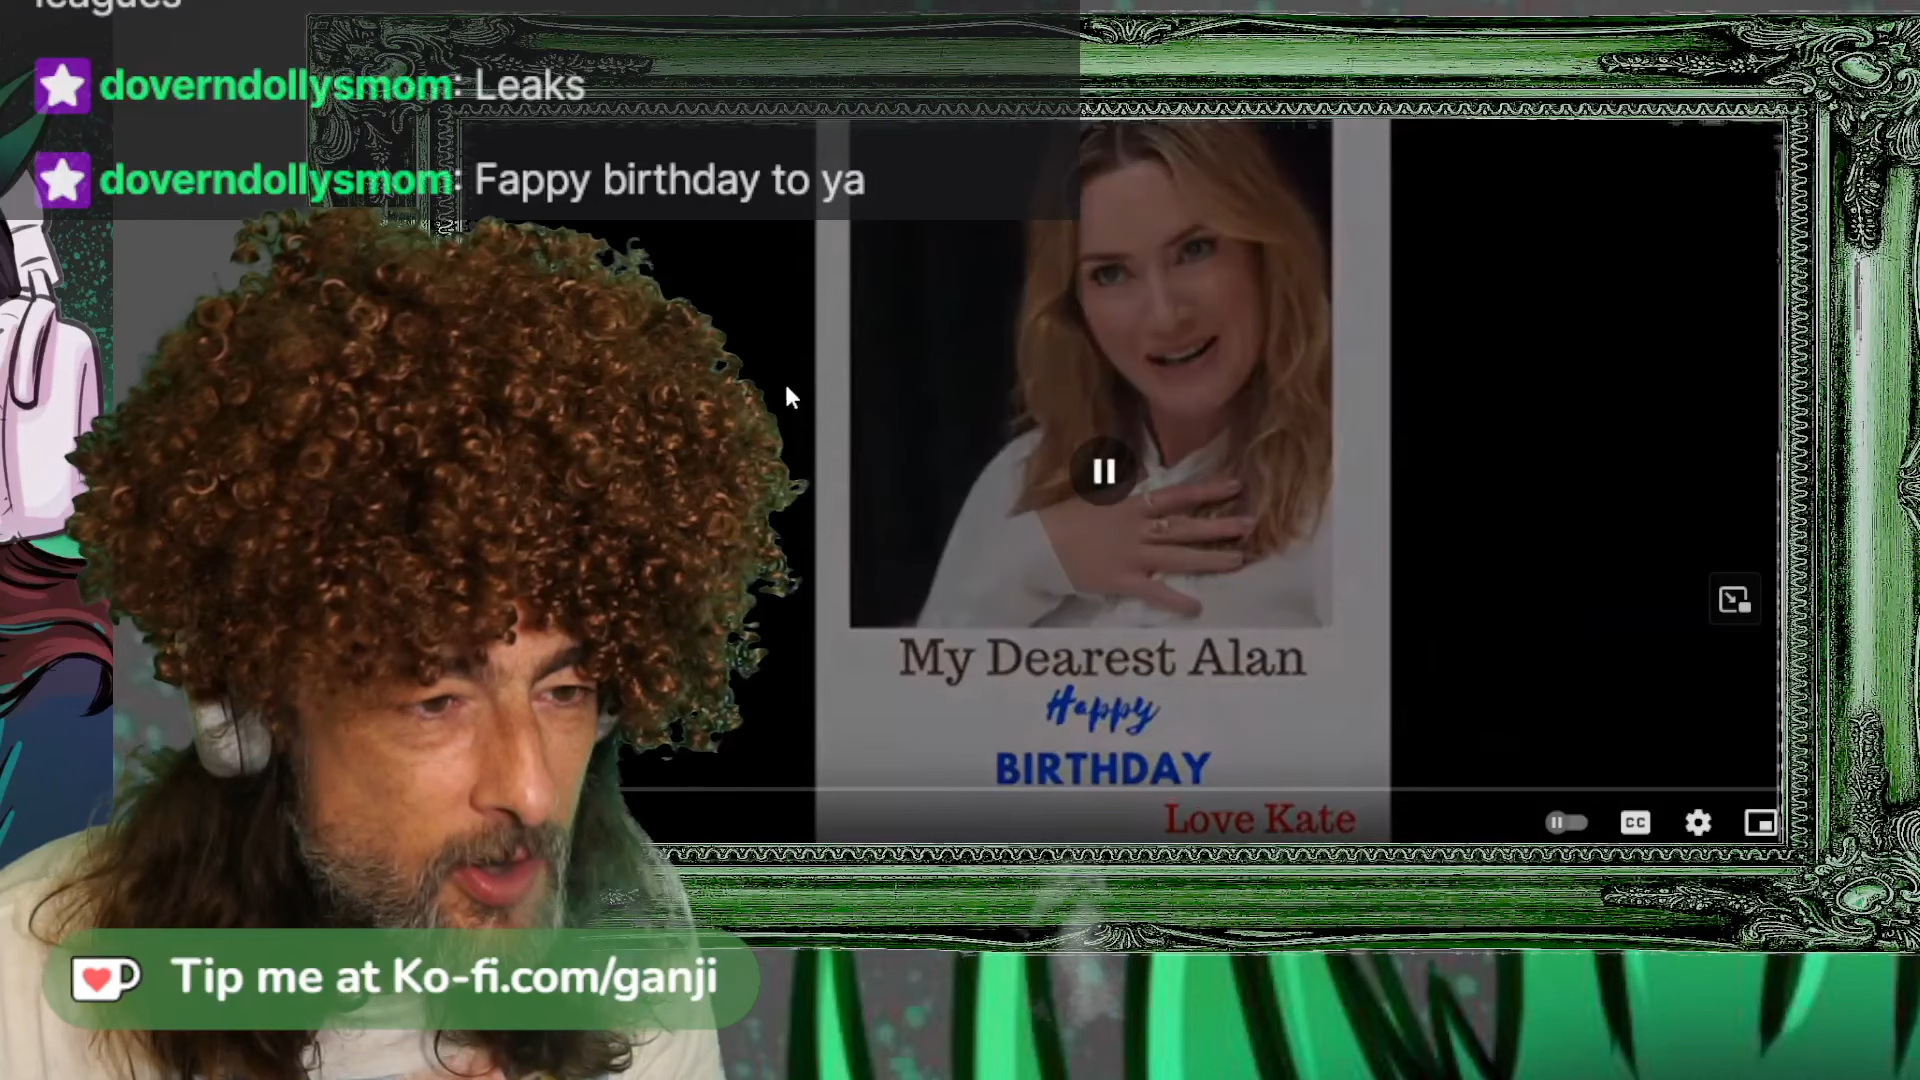 leagues
doverndollysmom: Leaks
doverndollysmom: Fappy birthday to ya
My Dearest Alan
Happy
BIRTHDAY
Love Kate
CC
Tip me at Ko-fi.com/ganji